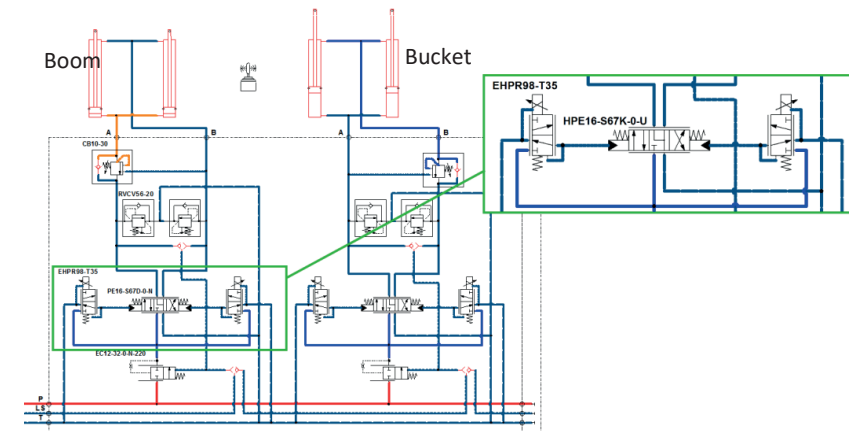 Boom
Bucket
EHPR98-T35
HPE16-S67K-0-U
A
B
A
B
CB10-30
RVCV56-20
EHPR98-T35
PE16-S67D-0-N
EC12-32-0-N-220
P
LS
T